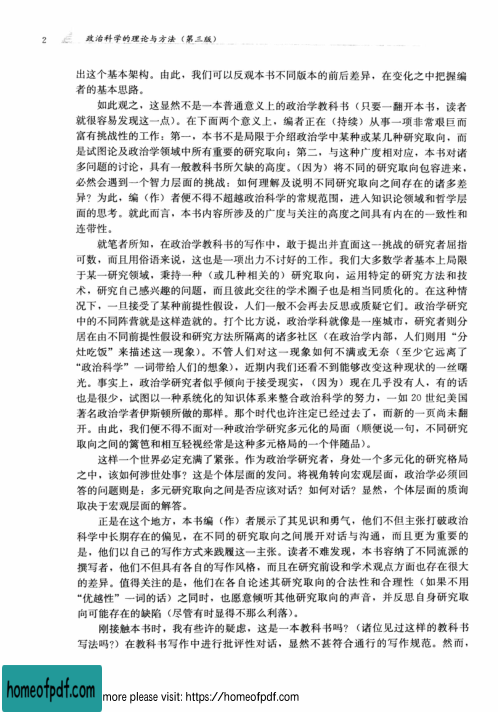 2 政治科学的理论与方法（第三版）
出这个基本架构。由此，我们可以反观本书不同版本的前后差异，在变化之中把握编
者的基本思路。
如此观之，这显然不是一本普通意义上的政治学教科书（只要一翻开本书，读者
就很容易发现这一点）。在下面两个意义上，编者正在（持续）从事一项非常艰巨而
富有挑战性的工作：第一，本书不是局限于介绍政治学中某种或某几种研究取向，而
是试图论及政治学领域中所有重要的研究取向；第二，与这种广度相对应，本书对诸
多问题的讨论，具有一般教科书所欠缺的高度。（因为）将不同的研究取向包容进来，
必然会遇到一个智力层面的挑战：如何理解及说明不同研究取向之间存在的诸多差
异？为此，编（作）者便不得不超越政治科学的常规范围，进入知识论领域和哲学层
面的思考。就此而言，本书内容所涉及的广度与关注的高度之间具有内在的一致性和
连带性。
就笔者所知，在政治学教科书的写作中，敢于提出并直面这一挑战的研究者屈指
可数，而且用俗语来说，这也是一项出力不讨好的工作。我们大多数学者基本上局限
于某一研究领域，秉持一种（或几种相关的）研究取向，运用特定的研究方法和技
术，研究自己感兴趣的问题，而且彼此交往的学术圈子也是相当同质化的。在这种情
况下，一旦接受了某种前提性假设，人们一般不会再去反思或质疑它们。政治学研究
中的不同阵营就是这样造就的。打个比方说，政治学科就像是一座城市，研究者则分
居在由不同前提性假设和研究方法所隔离的诸多社区（在政治学内部，人们则用“分
灶吃饭”来描述这一现象）。不管人们对这一现象如何不满或无奈（至少它远离了
“政治科学”一词带给人们的想象），近期内我们还看不到能够改变这种现状的一丝曙
光。事实上，政治学研究者似乎倾向于接受现实，（因为）现在几乎没有人，有的话
也是很少，试图以一种系统化的知识体系来整合政治科学的努力，一如 20 世纪美国
著名政治学者伊斯顿所做的那样。那个时代也许注定已经过去了，而新的一页尚未翻
开。由此，我们便不得不面对一种政治学研究多元化的局面（顺便说一句，不同研究
取向之间的篱笆和相互轻视经常是这种多元格局的一个伴随品）。
这样一个世界必定充满了紧张。作为政治学研究者，身处一个多元化的研究格局
之中，该如何涉世处事？这是个体层面的发问。将视角转向宏观层面，政治学必须回
答的问题则是：多元研究取向之间是否应该对话？如何对话？显然，个体层面的质询
取决于宏观层面的解答。
正是在这个地方，本书编（作）者展示了其见识和勇气，他们不但主张打破政治
科学中长期存在的偏见，在不同的研究取向之间展开对话与沟通，而且更为重要的
是，他们以自己的写作方式来践履这一主张。读者不难发现，本书容纳了不同流派的
撰写者，他们不但具有各自的写作风格，而且在研究前设和学术观点方面也存在很大
的差异。值得关注的是，他们在各自论述其研究取向的合法性和合理性（如果不用
“优越性”一词的话）之同时，也愿意倾听其他研究取向的声音，并反思自身研究取
向可能存在的缺陷（尽管有时显得不那么利落）。
刚接触本书时，我有些许的疑虑，这是一本教科书吗？（诸位见过这样的教科书
写法吗？）在教科书写作中进行批评性对话，显然不甚符合通行的写作规范。然而，
homeofpdf.com
more please visit: https://homeofpdf.com